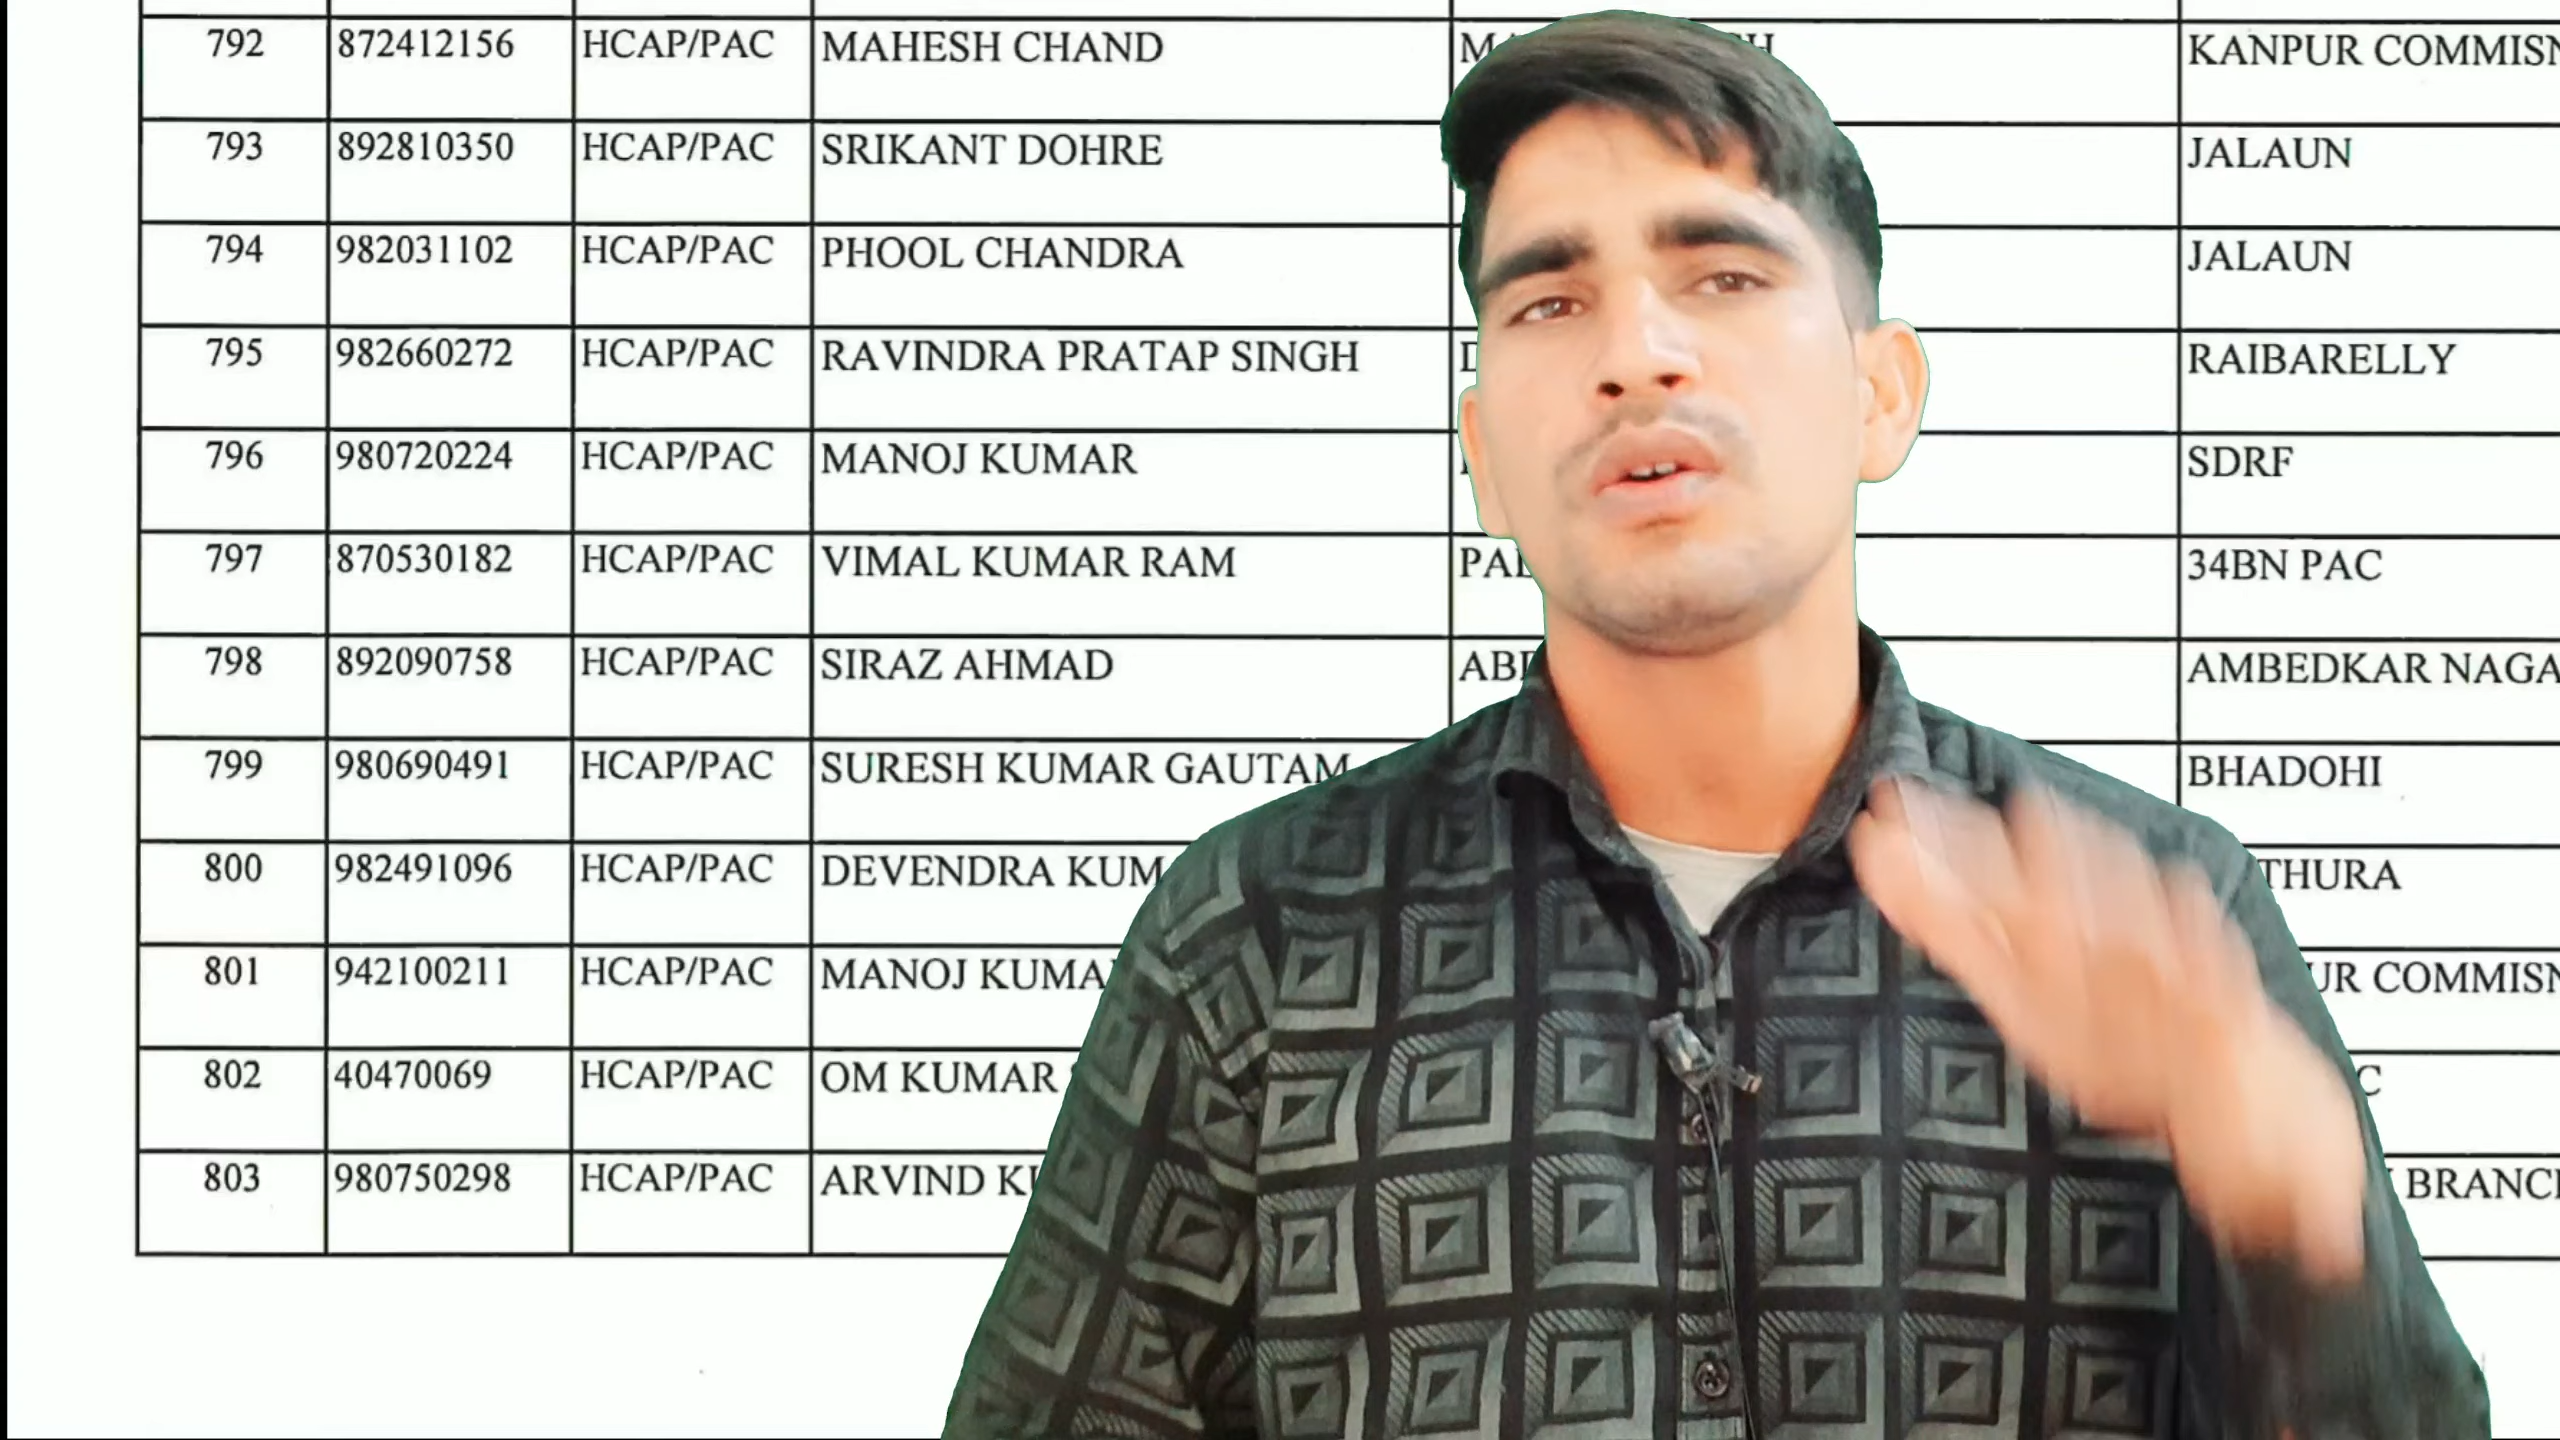 792 872412156 HCAP/PAC MAHESH CHAND KANPUR
793 892810350 HCAP/PAC SRIKANT DOHRE JALAUN
794 982031102 HCAP/PAC PHOOL CHANDRA JALAUN
795 982660272 HCAP/PAC RAVINDRA PRATAP SINGH RAIBARELLY
796 980720224 HCAP/PAC MANOJ KUMAR SDRF
797 870530182 HCAP/PAC VIMAL KUMAR RAM 34BN PAC
798 892090758 HCAP/PAC SIRAZ AHMAD AMBEDKAR
799 980690491 HCAP/PAC SURESH KUMAR GAUTAM BHADOHI
800 982491096 HCAP/PAC DEVENDRA
801 942100211 HCAP/PAC MANOJ
802 40470069 HCAP/PAC OM KUMAR
803 980750298 HCAP/PAC ARVIND